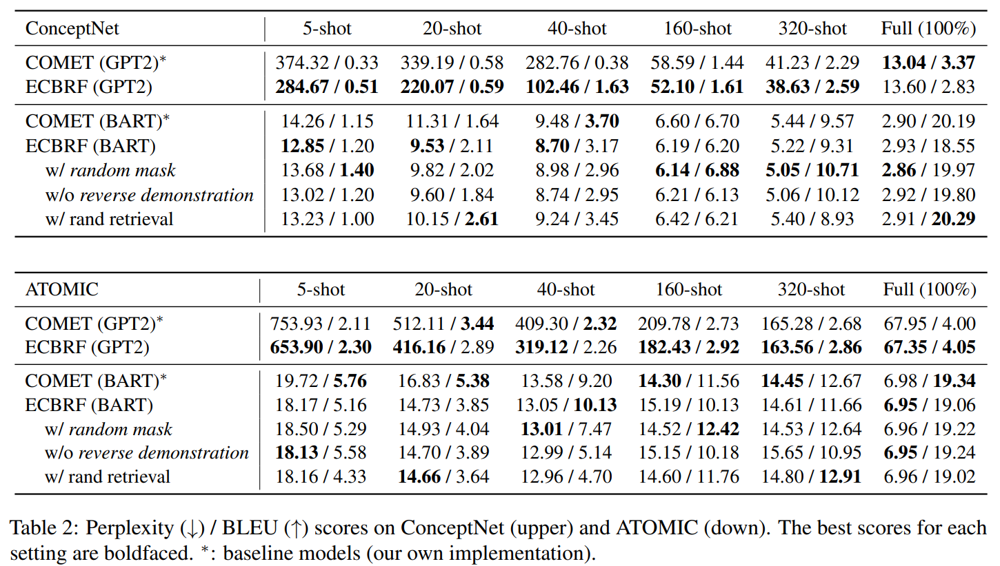 ConceptNet 5-shot 20-shot 40-shot 160-shot 320-shot Full (100%)
COMET (GPT2)* 374.32 / 0.33 339.19 / 0.58 282.76 / 0.38 58.59 / 1.44 41.23 / 2.29 13.04 / 3.37
ECBRF (GPT2) 284.67 / 0.51 220.07 / 0.59 102.46 / 1.63 52.10 / 1.61 38.63 / 2.59 13.60 / 2.83
COMET (BART)* 14.26 / 1.15 11.31 / 1.64 9.48 / 3.70 6.60 / 6.70 5.44 / 9.57 2.90 / 20.19
ECBRF (BART) 12.85 / 1.20 9.53 / 2.11 8.70 / 3.17 6.19 / 6.20 5.22 / 9.31 2.93 / 18.55
w/ random mask 13.68 / 1.40 9.82 / 2.02 8.98 / 2.96 6.14 / 6.88 5.05 / 10.71 2.86 / 19.97
w/o reverse demonstration 13.02 / 1.20 9.60 / 1.84 8.74 / 2.95 6.21 / 6.13 5.06 / 10.12 2.92 / 19.80
w/ rand retrieval 13.23 / 1.00 10.15 / 2.61 9.24 / 3.45 6.42 / 6.21 5.40 / 8.93 2.91 / 20.29
ATOMIC 5-shot 20-shot 40-shot 160-shot 320-shot Full (100%)
COMET (GPT2)* 753.93 / 2.11 512.11 / 3.44 409.30 / 2.32 209.78 / 2.73 165.28 / 2.68 67.95 / 4.00
ECBRF (GPT2) 653.90 / 2.30 416.16 / 2.89 319.12 / 2.26 182.43 / 2.92 163.56 / 2.86 67.35 / 4.05
COMET (BART)* 19.72 / 5.76 16.83 / 5.38 13.58 / 9.20 14.30 / 11.56 14.45 / 12.67 6.98 / 19.34
ECBRF (BART) 18.17 / 5.16 14.73 / 3.85 13.05 / 10.13 15.19 / 10.13 14.61 / 11.66 6.95 / 19.06
w/ random mask 18.50 / 5.29 14.93 / 4.04 13.01 / 7.47 14.52 / 12.42 14.53 / 12.64 6.96 / 19.22
w/o reverse demonstration 18.13 / 5.58 14.70 / 3.89 12.99 / 5.14 15.15 / 10.18 15.65 / 10.95 6.95 / 19.24
w/ rand retrieval 18.16 / 4.33 14.66 / 3.64 12.96 / 4.70 14.60 / 11.76 14.80 / 12.91 6.96 / 19.02
Table 2: Perplexity (↓) / BLEU (↑) scores on ConceptNet (upper) and ATOMIC (down). The best scores for each
setting are boldfaced. *: baseline models (our own implementation).